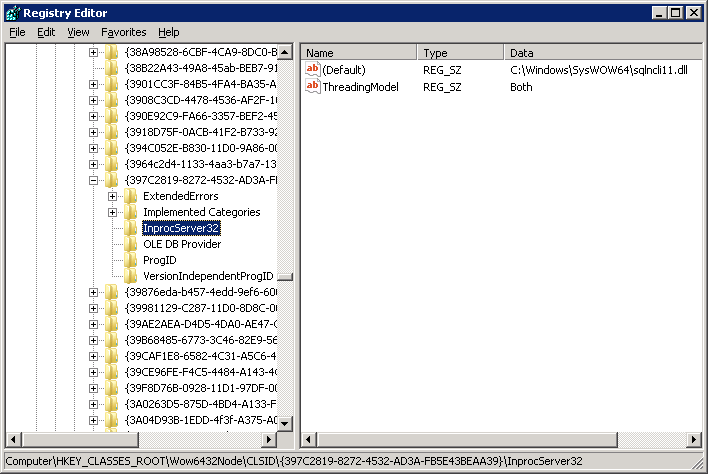 Registry Editor
File Edit View Favorites Help
{38A98528-6CBF-4CA9-8DC0-B
{38B22A43-49A8-45ab-BEB7-91
{3901CC3F-84B5-4FA4-BA35-A
{3908C3CD-4478-4536-AF2F-1
{390E92C9-FA66-3357-BEF2-45
{3918D75F-0ACB-41F2-B733-92
{394C052E-B830-11D0-9A86-00
{3964c2d4-1133-4aa3-b7a7-13
{397C2819-8272-4532-AD3A-F
ExtendedErrors
Implemented Categories
InprocServer32
OLE DB Provider
ProgID
VersionIndependentProgID
{39876eda-b457-4edd-9ef6-60
{39981129-C287-11D0-8D8C-00
{39AE2AEA-D4D5-4DA0-AE47-
{39B68485-6773-3C46-82E9-56
{39CAF1E8-6582-4C31-A5C6-4
{39CE96FE-F4C5-4484-A143-4
{39F8D76B-0928-11D1-97DF-00
{3A0263D5-875D-4BD4-A133-F
{3A04D93B-1EDD-4f3f-A375-A0
Name Type Data
(Default) REG_SZ C:\Windows\SysWOW64\sqlncli11.dll
ThreadingModel REG_SZ Both
Computer\HKEY_CLASSES_ROOT\Wow6432Node\CLSID\{397C2819-8272-4532-AD3A-FB5E43BEAA39}\InprocServer32